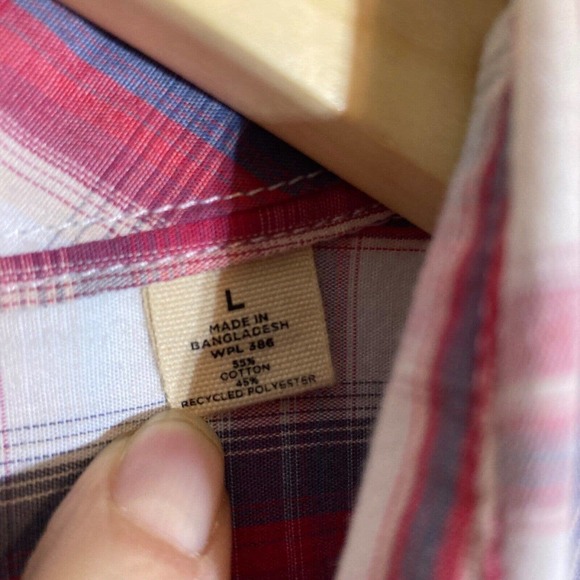 L
MADE IN
BANGLADESH
WPL 386
55%
COTTON
45%
RECYCLED POLYESTER